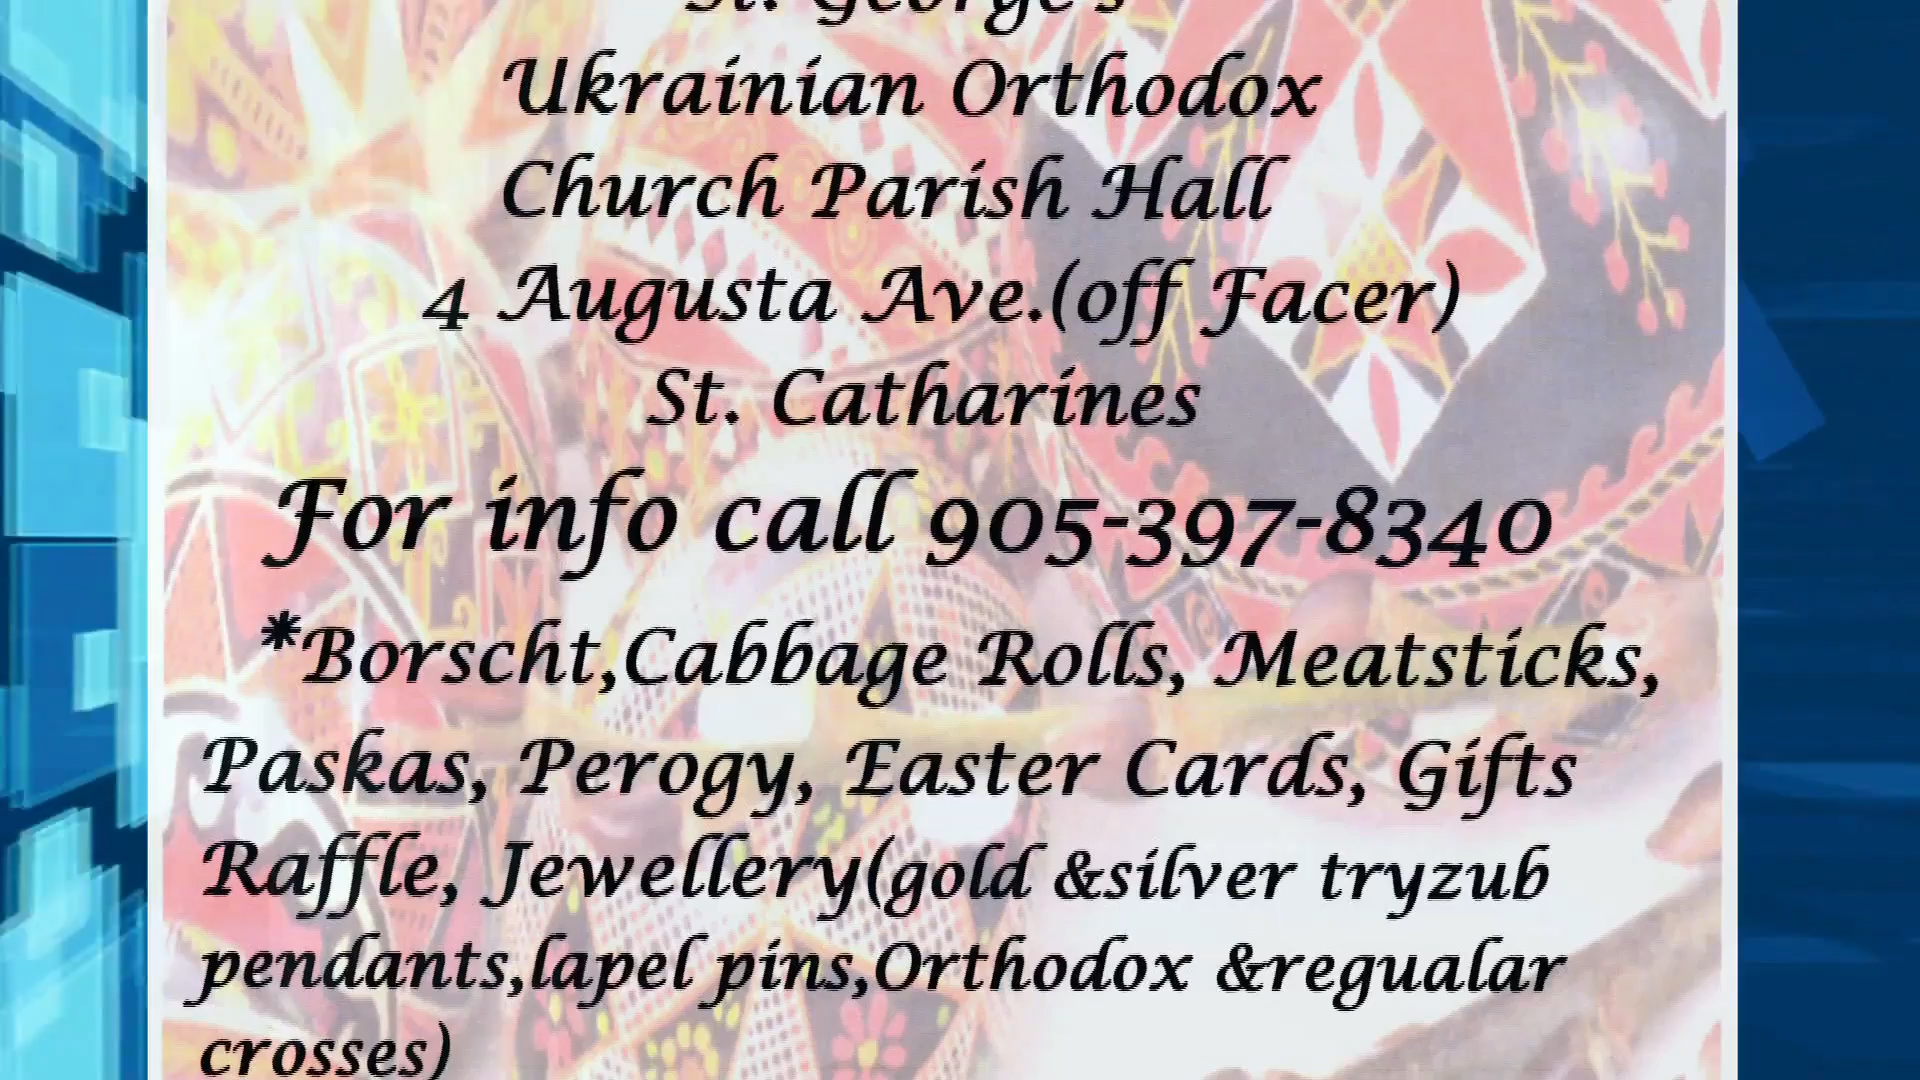 St. George's
Ukrainian Orthodox
Church Parish Hall
4 Augusta Ave.(off Facer)
St. Catharines
For info call 905-397-8340
*Borscht,Cabbage Rolls, Meatsticks,
Paskas, Perogy, Easter Cards, Gifts
Raffle, Jewellery(gold &silver tryzub
pendants,lapel pins,Orthodox &regualar
crosses)